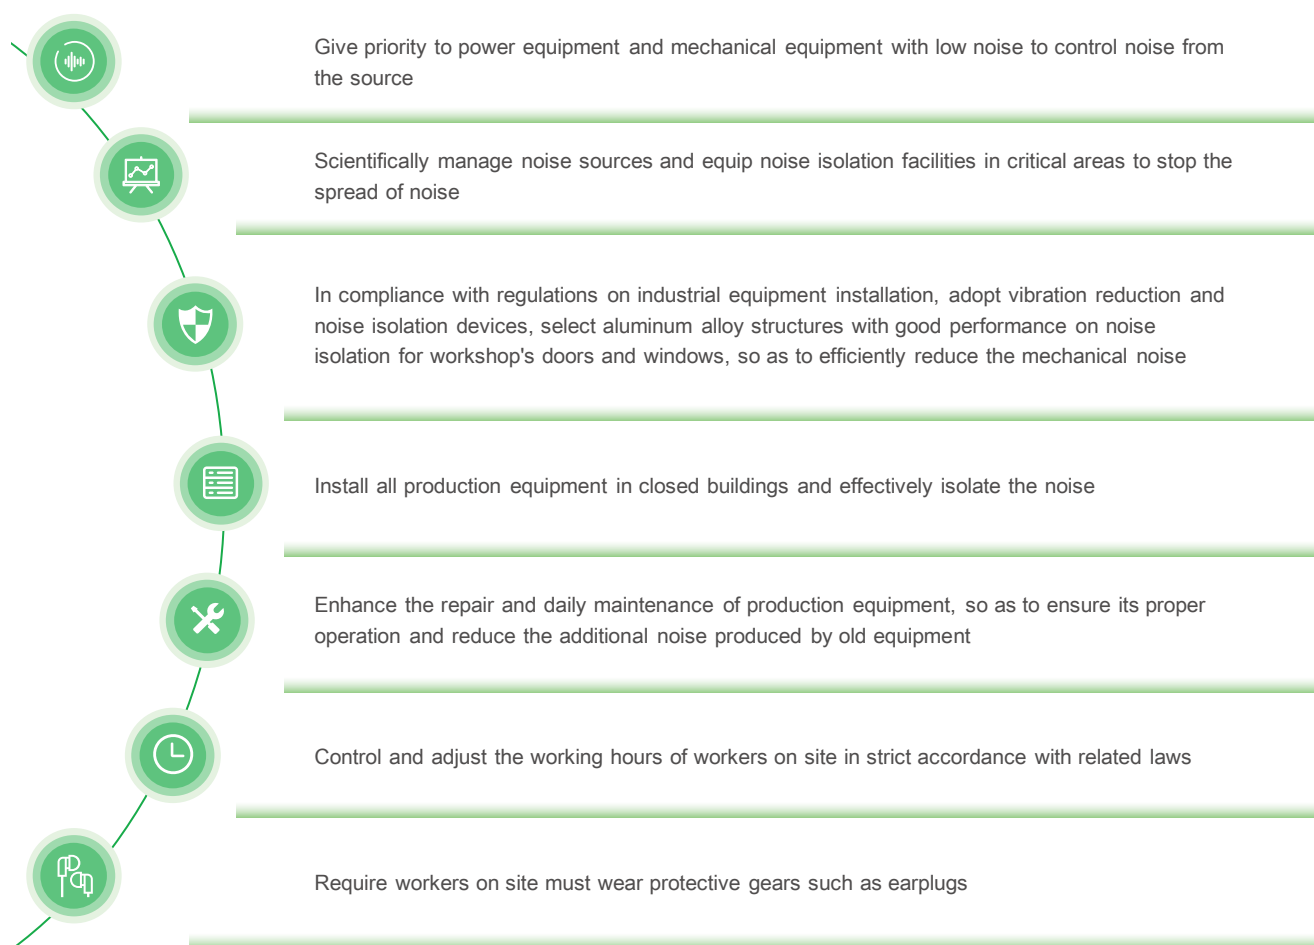 Give priority to power equipment and mechanical equipment with low noise to control noise from
the source
Scientifically manage noise sources and equip noise isolation facilities in critical areas to stop the
spread of noise
In compliance with regulations on industrial equipment installation, adopt vibration reduction and
noise isolation devices, select aluminum alloy structures with good performance on noise
isolation for workshop's doors and windows, so as to efficiently reduce the mechanical noise
Install all production equipment in closed buildings and effectively isolate the noise
Enhance the repair and daily maintenance of production equipment, so as to ensure its proper
operation and reduce the additional noise produced by old equipment
Control and adjust the working hours of workers on site in strict accordance with related laws
Require workers on site must wear protective gears such as earplugs